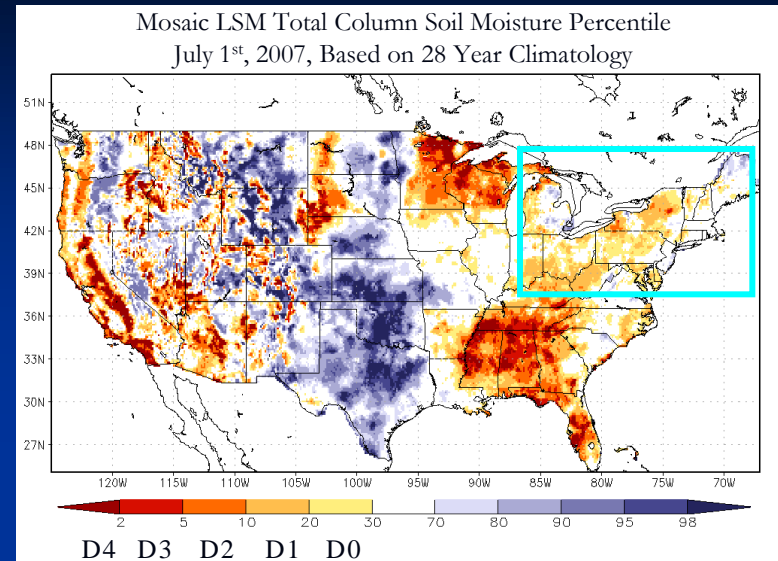 Mosaic LSM Total Column Soil Moisture Percentile
July 1st, 2007, Based on 28 Year Climatology
51N
48N
45N
42N
39N
36N
33N
30N
27N
120W 115W 110W 105W 100W 95W 90W 85W 80W 75W 70W
2 5 10 20 30 70 80 90 95 98
D4 D3 D2 D1 D0